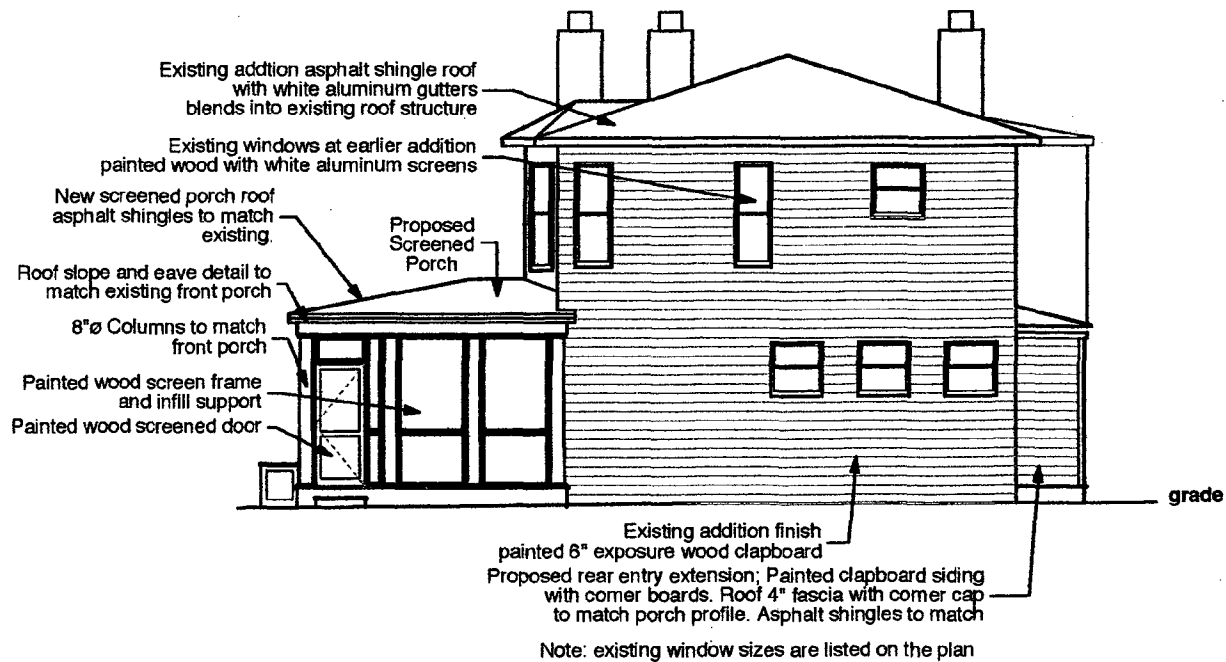 Existing addtion asphalt shingle roof
with white aluminum gutters
blends into existing roof structure
Existing windows at earlier addition
painted wood with white aluminum screens
New screened porch roof
asphalt shingles to match
existing.
Proposed
Screened
Porch
Roof slope and eave detail to
match existing front porch
8"ø Columns to match
front porch
Painted wood screen frame
and infill support
Painted wood screened door
grade
Existing addition finish
painted 6" exposure wood clapboard
Proposed rear entry extension; Painted clapboard siding
with corner boards. Roof 4" fascia with corner cap
to match porch profile. Asphalt shingles to match
Note: existing window sizes are listed on the plan